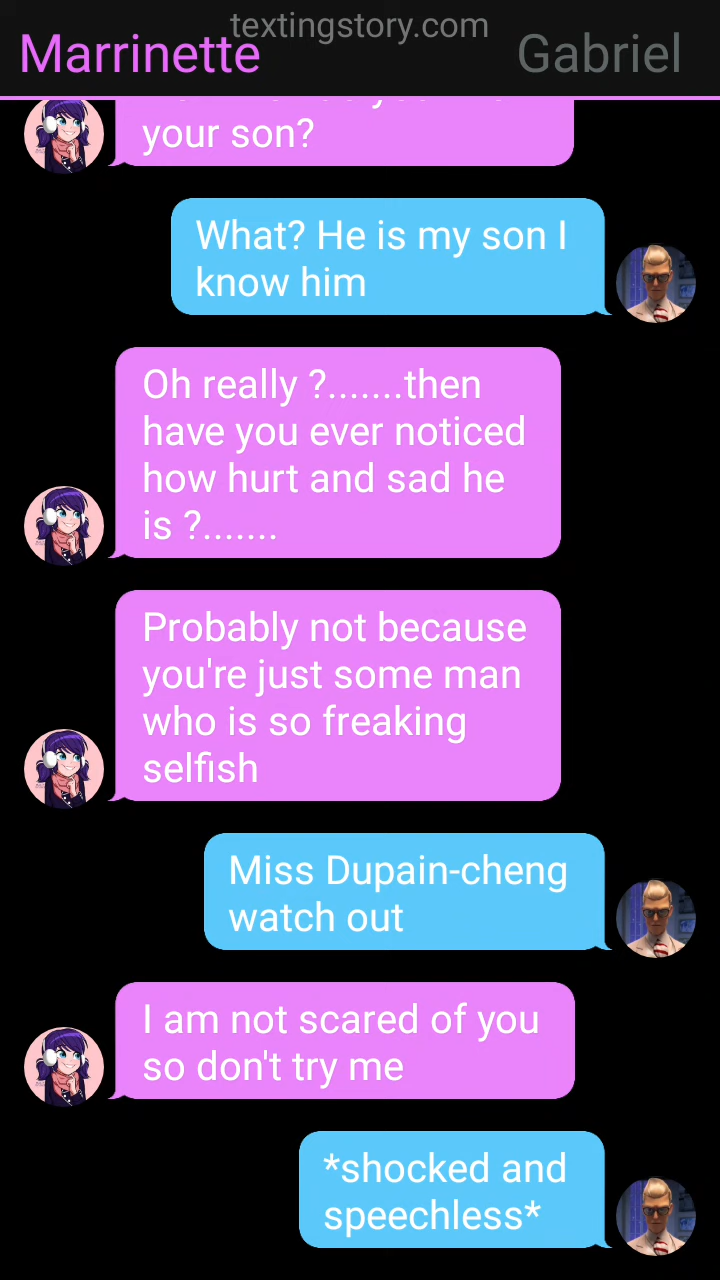 textingstory.com
Marrinette
Gabriel
your son?
What? He is my son I
know him
Oh really ?.......then
have you ever noticed
how hurt and sad he
is ?.......
Probably not because
you're just some man
who is so freaking
selfish
Miss Dupain-cheng
watch out
I am not scared of you
so don't try me
*shocked and
speechless*